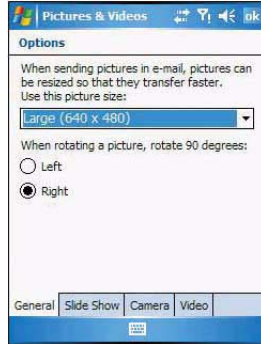 Pictures & Videos
ok
Options
When sending pictures in e-mail, pictures can
be resized so that they transfer faster.
Use this picture size:
Large (640 x 480)
When rotating a picture, rotate 90 degrees:
Left
Right
General Slide Show Camera Video